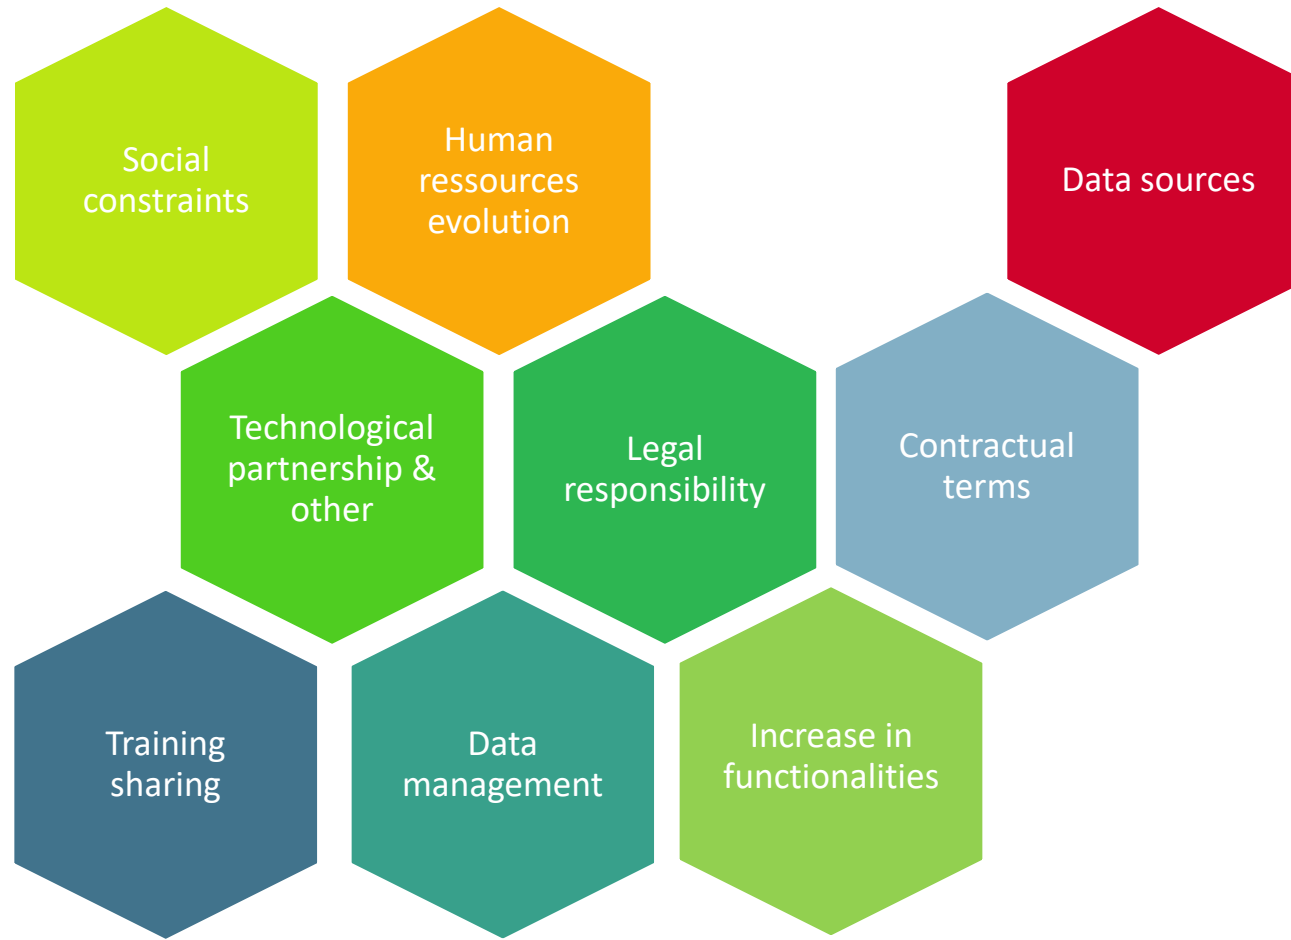 Social
constraints
Human
ressources
evolution
Data sources
Technological
partnership &
other
Legal
responsibility
Contractual
terms
Training
sharing
Data
management
Increase in
functionalities